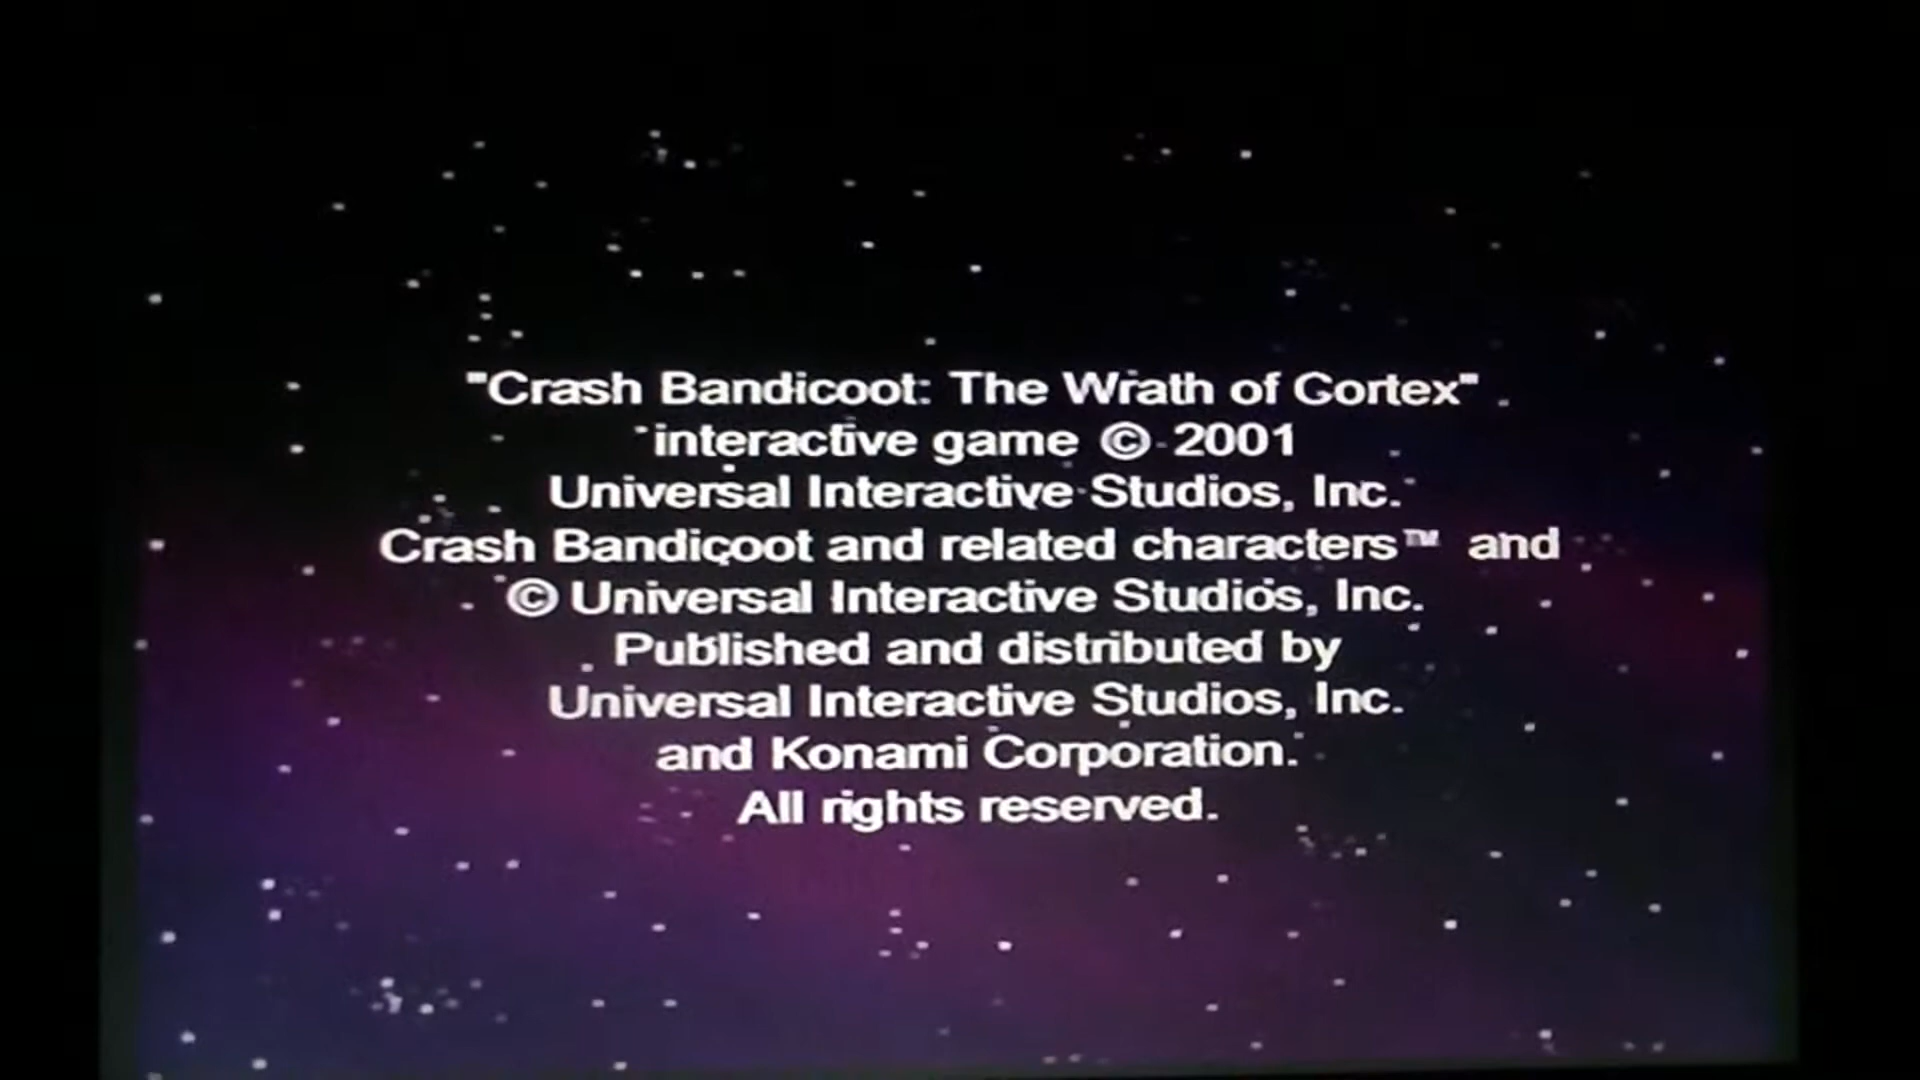 "Crash Bandicoot: The Wrath of Cortex"
interactive game © 2001
Universal Interactive Studios, Inc.
Crash Bandicoot and related characters™ and
© Universal Interactive Studios, Inc.
Published and distributed by
Universal Interactive Studios, Inc.
and Konami Corporation.
All rights reserved.